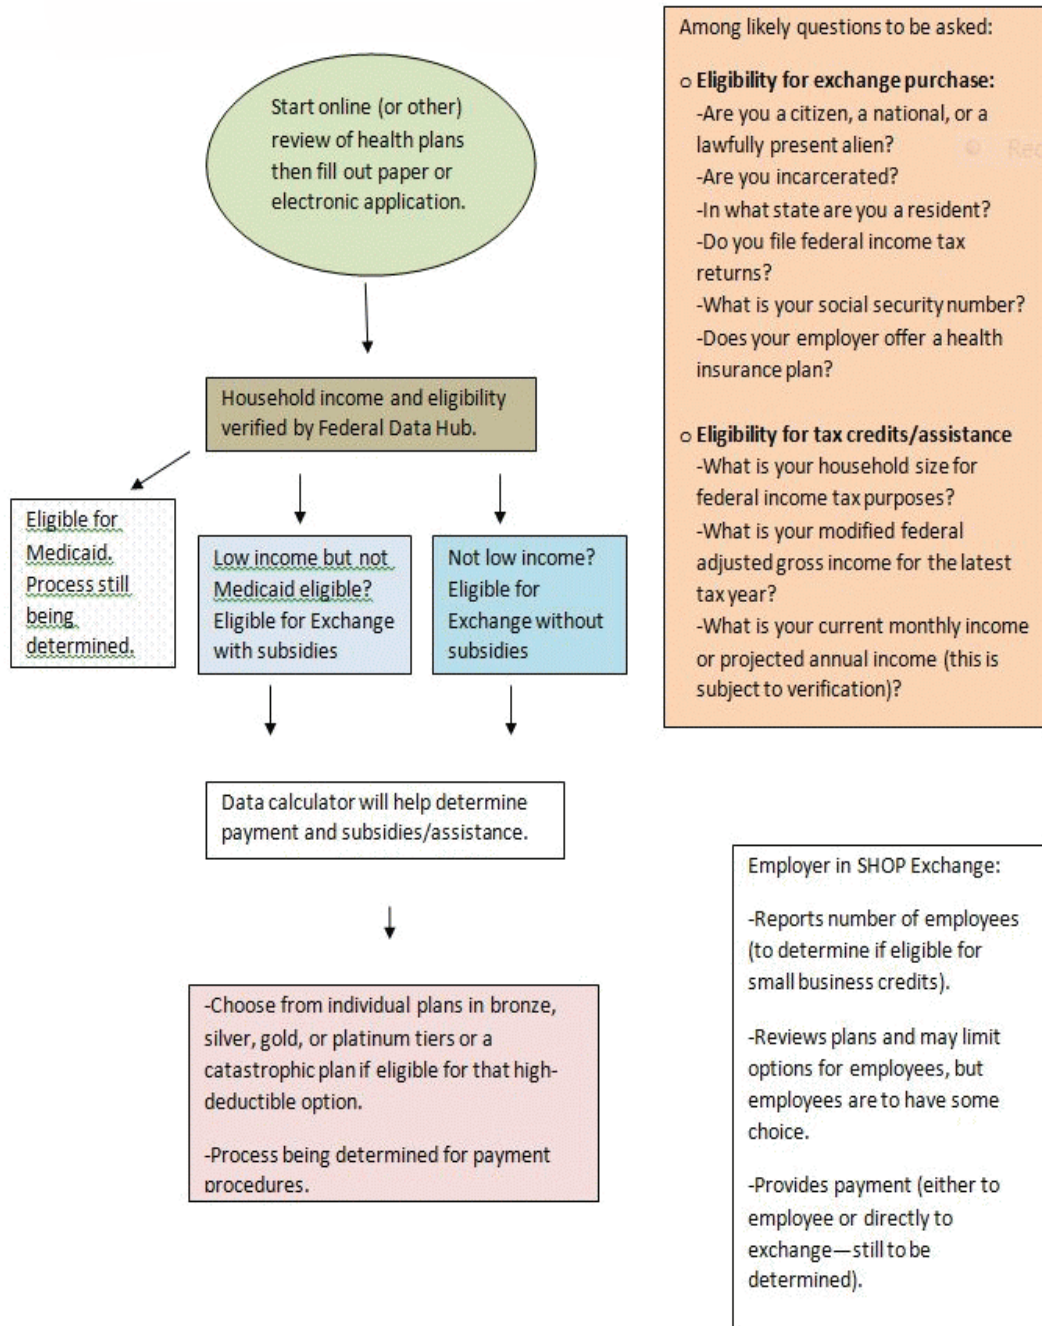 Start online (or other)
review of health plans
then fill out paper or
electronic application.
Household income and eligibility
verified by Federal Data Hub.
Eligible for
Medicaid.
Process still
being
determined.
Low income but not
Medicaid eligible?
Eligible for Exchange
with subsidies
Not low income?
Eligible for
Exchange without
subsidies
Data calculator will help determine
payment and subsidies/assistance.
-Choose from individual plans in bronze,
silver, gold, or platinum tiers or a
catastrophic plan if eligible for that high-
deductible option.
-Process being determined for payment
procedures.
Among likely questions to be asked:
o Eligibility for exchange purchase:
-Are you a citizen, a national, or a
lawfully present alien?
-Are you incarcerated?
-In what state are you a resident?
-Do you file federal income tax
returns?
-What is your social security number?
-Does your employer offer a health
insurance plan?
o Eligibility for tax credits/assistance
-What is your household size for
federal income tax purposes?
-What is your modified federal
adjusted gross income for the latest
tax year?
-What is your current monthly income
or projected annual income (this is
subject to verification)?
Employer in SHOP Exchange:
-Reports number of employees
(to determine if eligible for
small business credits).
-Reviews plans and may limit
options for employees, but
employees are to have some
choice.
-Provides payment (either to
employee or directly to
exchange—still to be
determined).